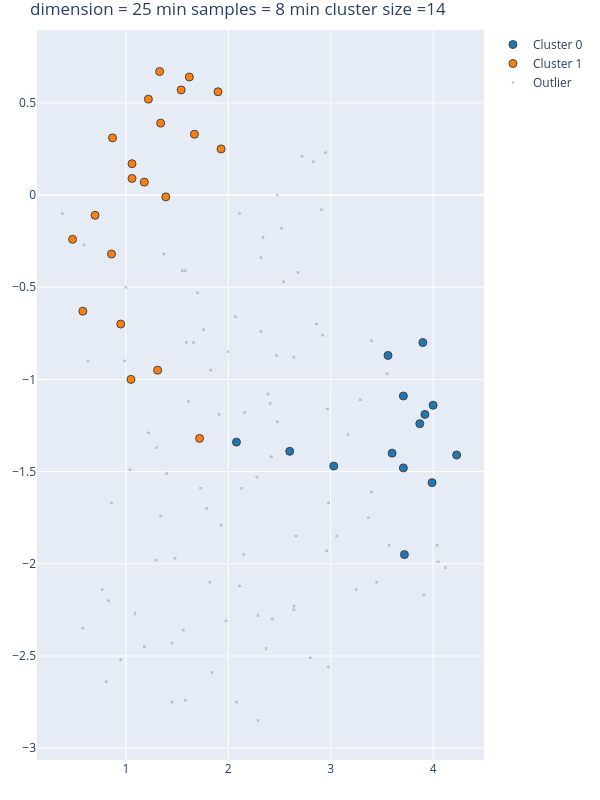 dimension = 25 min samples = 8 min cluster size =14
Cluster 0
Cluster 1
Outlier
0.5
0
−0.5
−1
−1.5
−2
−2.5
−3
1 2 3 4